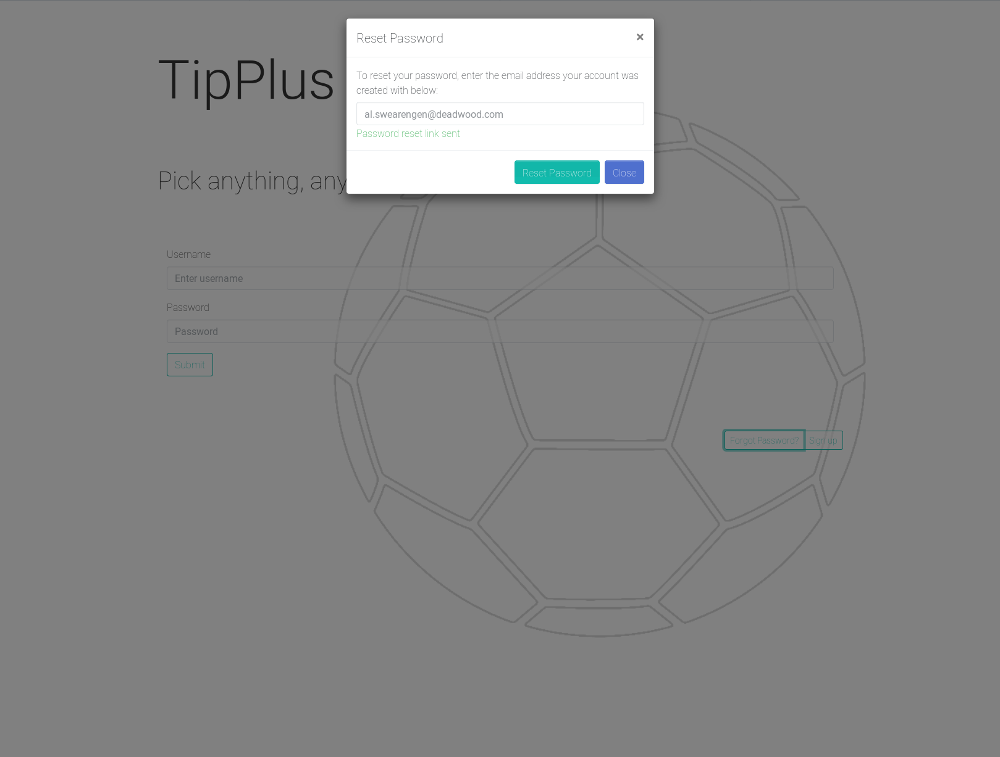 Reset Password
×
To reset your password, enter the email address your account was
created with below:
al.swearengen@deadwood.com
Password reset link sent
Reset Password
Close
TipPlus
Pick anything, any
Username
Enter username
Password
Password
Submit
Forgot Password?
Sign up